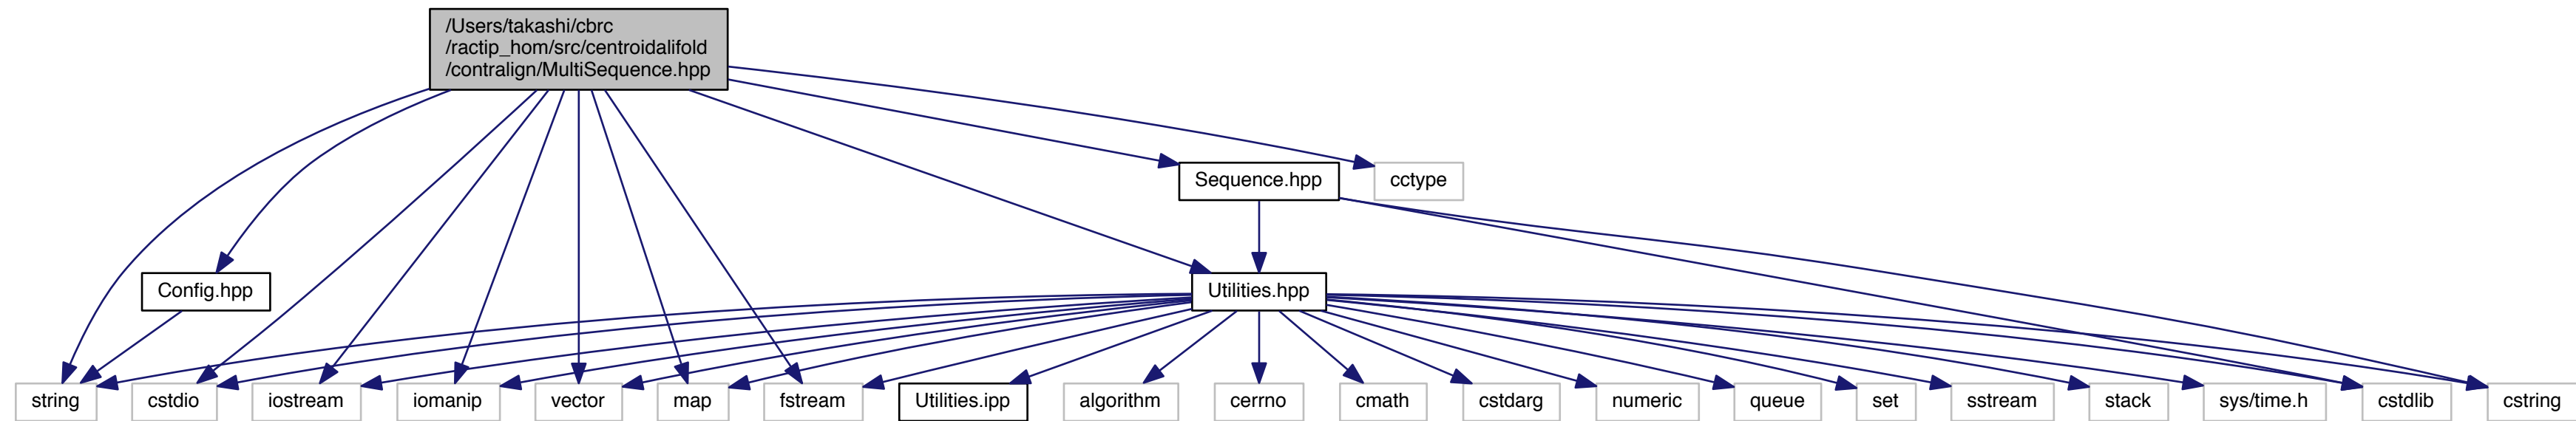 /Users/takashi/cbrc
/ractip_hom/src/centroidalifold
/contralign/MultiSequence.hpp
Sequence.hpp
cctype
Config.hpp
Utilities.hpp
string
cstdio
iostream
iomanip
vector
map
fstream
Utilities.ipp
algorithm
cerrno
cmath
cstdarg
numeric
queue
set
sstream
stack
sys/time.h
cstdlib
cstring